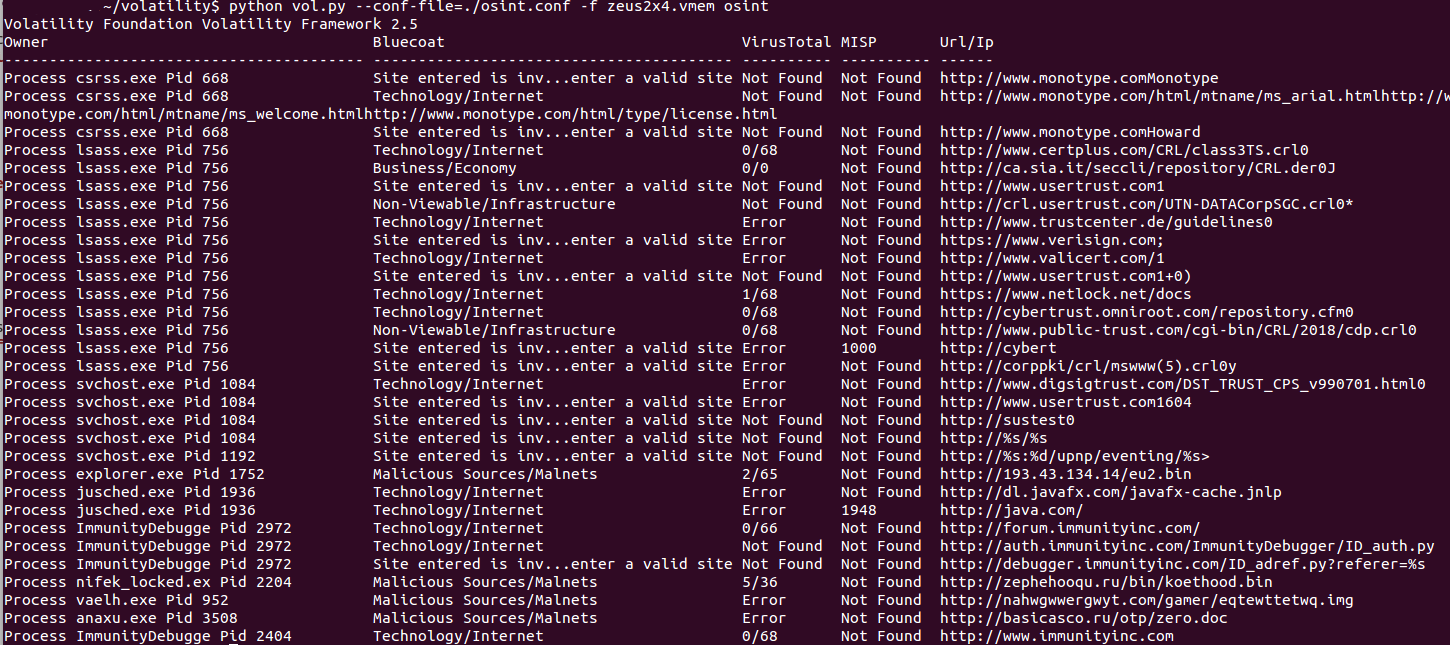 . ~/volatility$ python vol.py --conf-file=./osint.conf -f zeus2x4.vmem osint
Volatility Foundation Volatility Framework 2.5
Owner Bluecoat VirusTotal MISP Url/Ip
---------------------------------------- ---------------------------------------- ---------- ---------- ------
Process csrss.exe Pid 668 Site entered is inv...enter a valid site Not Found Not Found http://www.monotype.comMonotype
Process csrss.exe Pid 668 Technology/Internet Not Found Not Found http://www.monotype.com/html/mtname/ms_arial.htmlhttp://w
monotype.com/html/mtname/ms_welcome.htmlhttp://www.monotype.com/html/type/license.html
Process csrss.exe Pid 668 Site entered is inv...enter a valid site Not Found Not Found http://www.monotype.comHoward
Process lsass.exe Pid 756 Technology/Internet 0/68 Not Found http://www.certplus.com/CRL/class3TS.crl0
Process lsass.exe Pid 756 Business/Economy 0/0 Not Found http://ca.sia.it/seccli/repository/CRL.der0J
Process lsass.exe Pid 756 Site entered is inv...enter a valid site Not Found Not Found http://www.usertrust.com1
Process lsass.exe Pid 756 Non-Viewable/Infrastructure Not Found Not Found http://crl.usertrust.com/UTN-DATACorpSGC.crl0*
Process lsass.exe Pid 756 Technology/Internet Error Not Found http://www.trustcenter.de/guidelines0
Process lsass.exe Pid 756 Site entered is inv...enter a valid site Error Not Found https://www.verisign.com;
Process lsass.exe Pid 756 Technology/Internet Error Not Found http://www.valicert.com/1
Process lsass.exe Pid 756 Site entered is inv...enter a valid site Not Found Not Found http://www.usertrust.com1+0)
Process lsass.exe Pid 756 Technology/Internet 1/68 Not Found https://www.netlock.net/docs
Process lsass.exe Pid 756 Technology/Internet 0/68 Not Found http://cybertrust.omniroot.com/repository.cfm0
Process lsass.exe Pid 756 Non-Viewable/Infrastructure 0/68 Not Found http://www.public-trust.com/cgi-bin/CRL/2018/cdp.crl0
Process lsass.exe Pid 756 Site entered is inv...enter a valid site Error 1000 http://cybert
Process lsass.exe Pid 756 Site entered is inv...enter a valid site Error Not Found http://corppki/crl/mswww(5).crl0y
Process svchost.exe Pid 1084 Technology/Internet Error Not Found http://www.digsigtrust.com/DST_TRUST_CPS_v990701.html0
Process svchost.exe Pid 1084 Site entered is inv...enter a valid site Error Not Found http://www.usertrust.com1604
Process svchost.exe Pid 1084 Site entered is inv...enter a valid site Not Found Not Found http://sustest0
Process svchost.exe Pid 1084 Site entered is inv...enter a valid site Not Found Not Found http://%s/%s
Process svchost.exe Pid 1192 Site entered is inv...enter a valid site Not Found Not Found http://%s:%d/upnp/eventing/%s>
Process explorer.exe Pid 1752 Malicious Sources/Malnets 2/65 Not Found http://193.43.134.14/eu2.bin
Process jusched.exe Pid 1936 Technology/Internet Error Not Found http://dl.javafx.com/javafx-cache.jnlp
Process jusched.exe Pid 1936 Technology/Internet Error 1948 http://java.com/
Process ImmunityDebugge Pid 2972 Technology/Internet 0/66 Not Found http://forum.immunityinc.com/
Process ImmunityDebugge Pid 2972 Technology/Internet Not Found Not Found http://auth.immunityinc.com/ImmunityDebugger/ID_auth.py
Process ImmunityDebugge Pid 2972 Site entered is inv...enter a valid site Not Found Not Found http://debugger.immunityinc.com/ID_adref.py?referer=%s
Process nifek_locked.ex Pid 2204 Malicious Sources/Malnets 5/36 Not Found http://zephehooqu.ru/bin/koethood.bin
Process vaelh.exe Pid 952 Malicious Sources/Malnets Error Not Found http://nahwgwwergwyt.com/gamer/eqtewttetwq.img
Process anaxu.exe Pid 3508 Malicious Sources/Malnets Error Not Found http://basicasco.ru/otp/zero.doc
Process ImmunityDebugge Pid 2404 Technology/Internet 0/68 Not Found http://www.immunityinc.com